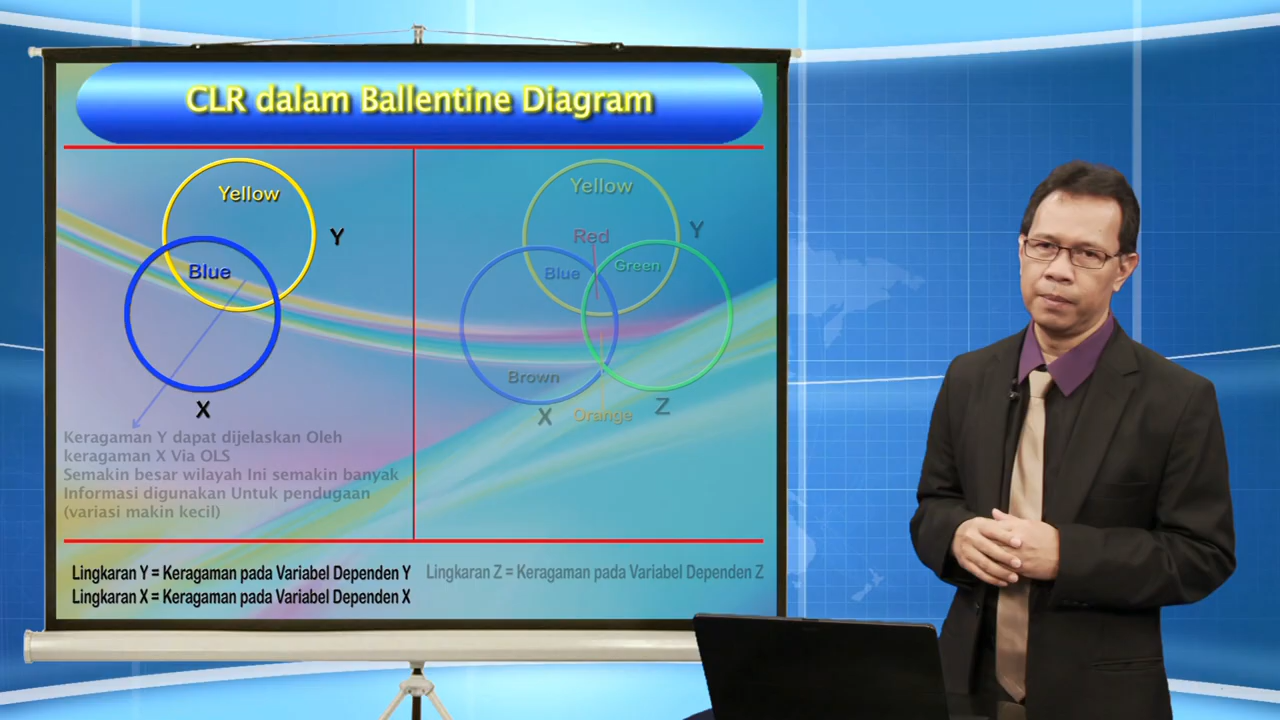 CLR dalam Ballentine Diagram
Yellow
Y
Blue
X
Keragaman Y dapat dijelaskan Oleh
keragaman X Via OLS
Semakin besar wilayah Ini semakin banyak
Informasi digunakan Untuk pendugaan
(variasi makin kecil)
Yellow
Y
Red
Green
Blue
Brown
X
Z
Orange
Lingkaran Y = Keragaman pada Variabel Dependen Y
Lingkaran X = Keragaman pada Variabel Dependen X
Lingkaran Z = Keragaman pada Variabel Dependen Z